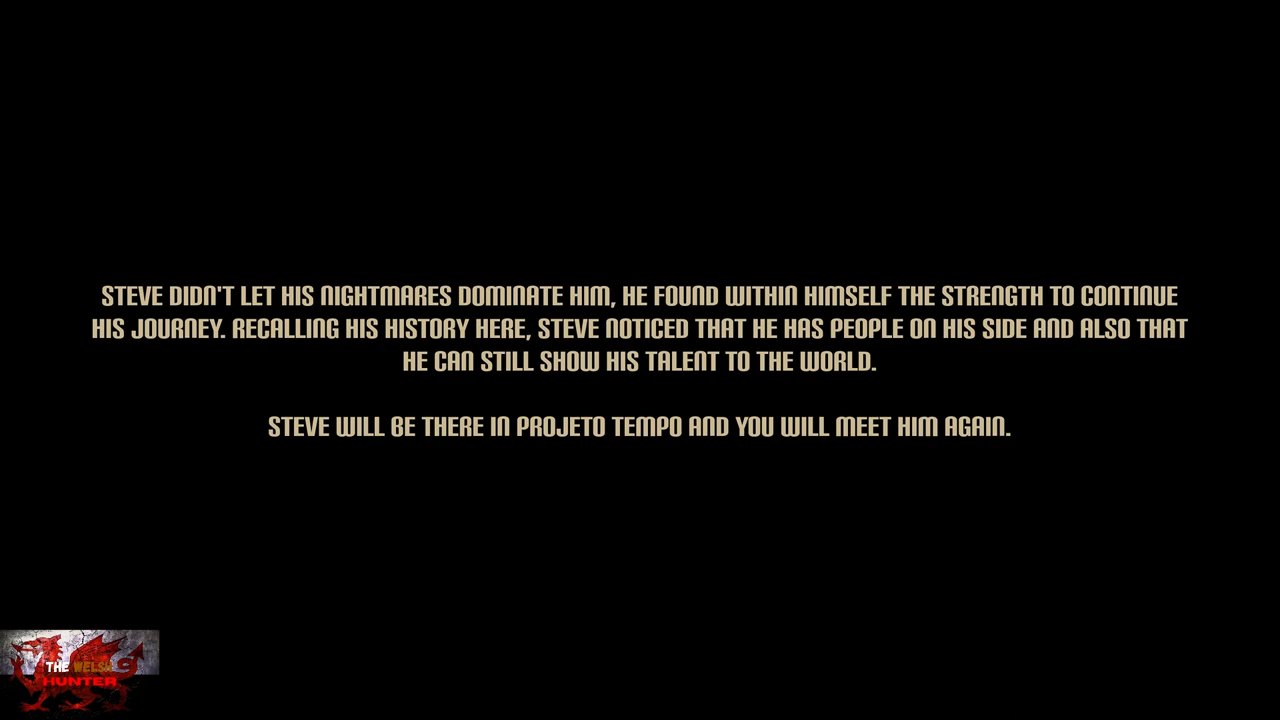 STEVE DIDN'T LET HIS NIGHTMARES DOMINATE HIM, HE FOUND WITHIN HIMSELF THE STRENGTH TO CONTINUE
HIS JOURNEY. RECALLING HIS HISTORY HERE, STEVE NOTICED THAT HE HAS PEOPLE ON HIS SIDE AND ALSO THAT
HE CAN STILL SHOW HIS TALENT TO THE WORLD.
STEVE WILL BE THERE IN PROJETO TEMPO AND YOU WILL MEET HIM AGAIN.
THE WELSH
HUNTER